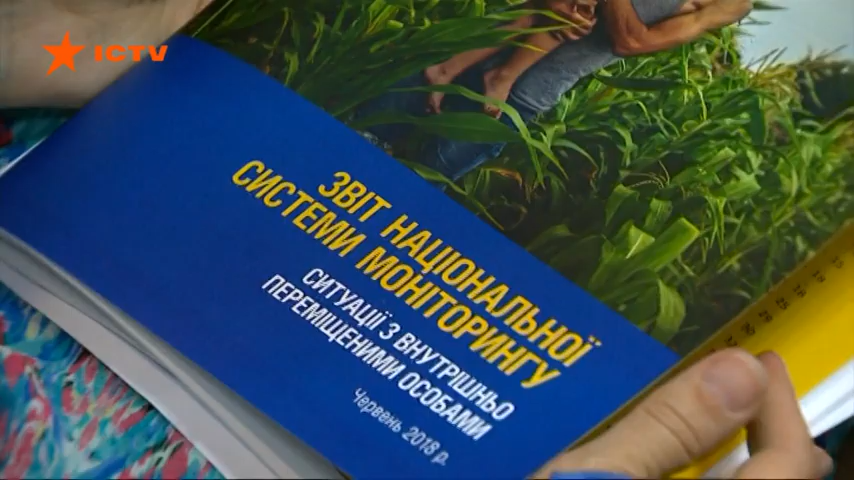 ICTV
ЗВІТ НАЦІОНАЛЬНОЇ
СИСТЕМИ МОНІТОРИНГУ
СИТУАЦІЇ З ВНУТРІШНЬО
ПЕРЕМІЩЕНИМИ ОСОБАМИ
Червень 2018 р.